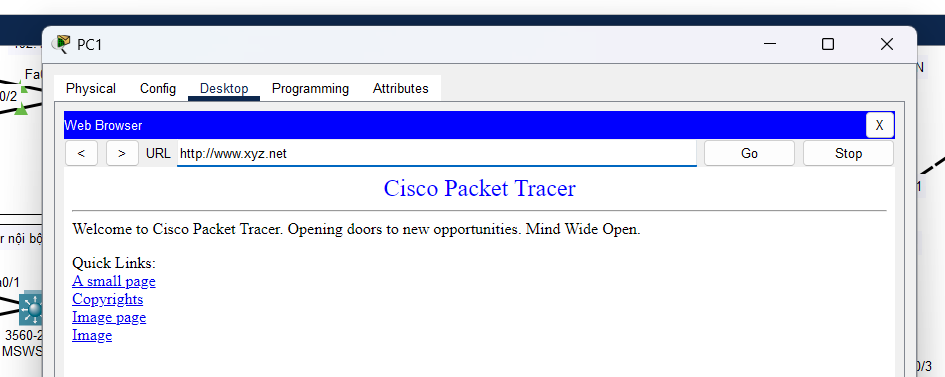 PC1
Physical Config Desktop Programming Attributes
Web Browser X
< > URL http://www.xyz.net Go Stop
Cisco Packet Tracer
Welcome to Cisco Packet Tracer. Opening doors to new opportunities. Mind Wide Open.
Quick Links:
A small page
Copyrights
Image page
Image
0/2
r nội bộ
0/1
3560-2
MSWS
N
1
0/3